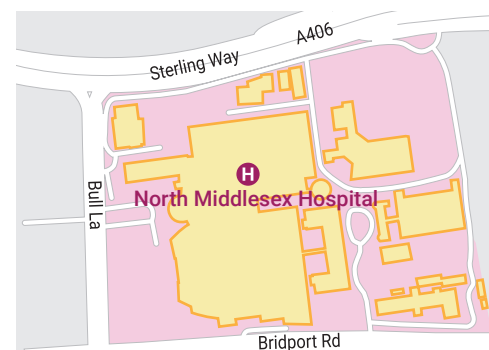 A406
Sterling Way
H
North Middlesex Hospital
Bull La
Bridport Rd